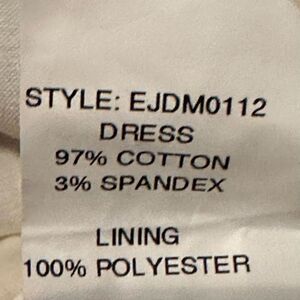 STYLE: EJDM0112
DRESS
97% COTTON
3% SPANDEX
LINING
100% POLYESTER